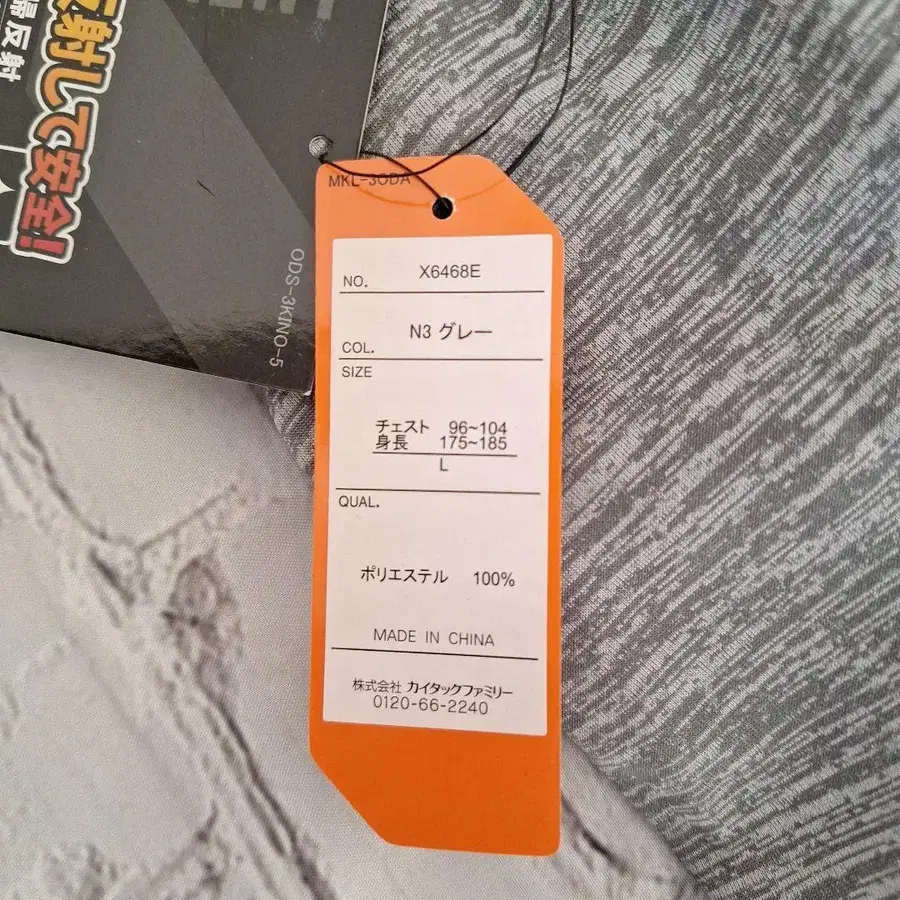 反射して安全!
帰反射
ODS-3KINO-5
MKL-3ODA
NO. X6468E
COL. N3 グレー
SIZE
チェスト 96~104
身長 175~185
L
QUAL.
ポリエステル 100%
MADE IN CHINA
株式会社 カイタックファミリー
0120-66-2240